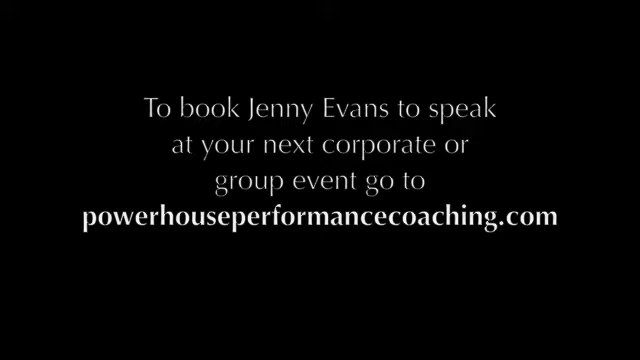 To book Jenny Evans to speak
at your next corporate or
group event go to
powerhouseperformancecoaching.com